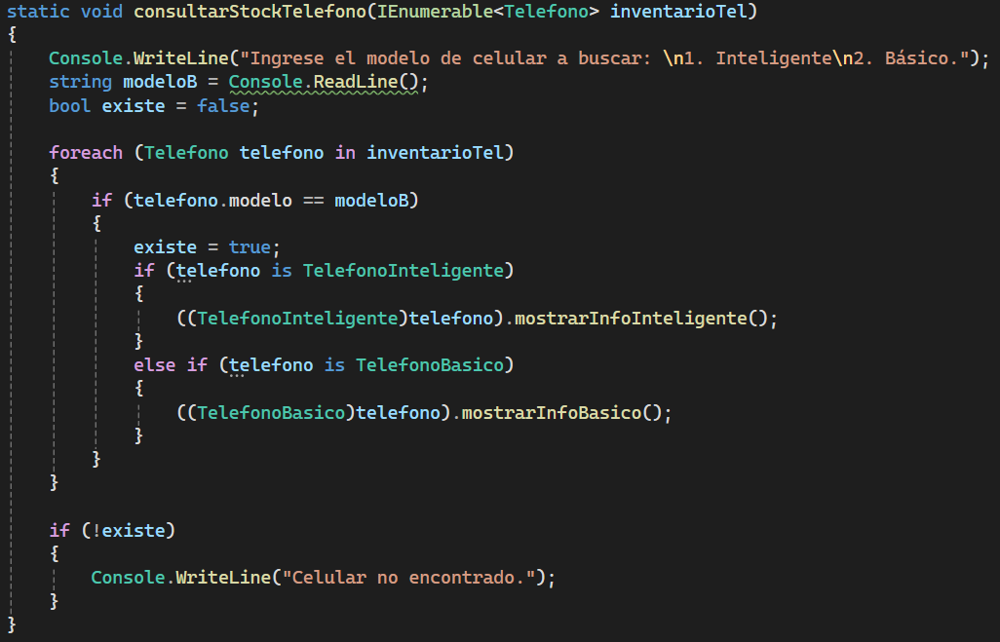 static void consultarStockTelefono(IEnumerable<Telefono> inventarioTel)
{
    Console.WriteLine("Ingrese el modelo de celular a buscar: \n1. Inteligente\n2. Básico.");
    string modeloB = Console.ReadLine();
    bool existe = false;

    foreach (Telefono telefono in inventarioTel)
    {
        if (telefono.modelo == modeloB)
        {
            existe = true;
            if (telefono is TelefonoInteligente)
            {
                ((TelefonoInteligente)telefono).mostrarInfoInteligente();
            }
            else if (telefono is TelefonoBasico)
            {
                ((TelefonoBasico)telefono).mostrarInfoBasico();
            }
        }
    }

    if (!existe)
    {
        Console.WriteLine("Celular no encontrado.");
    }
}